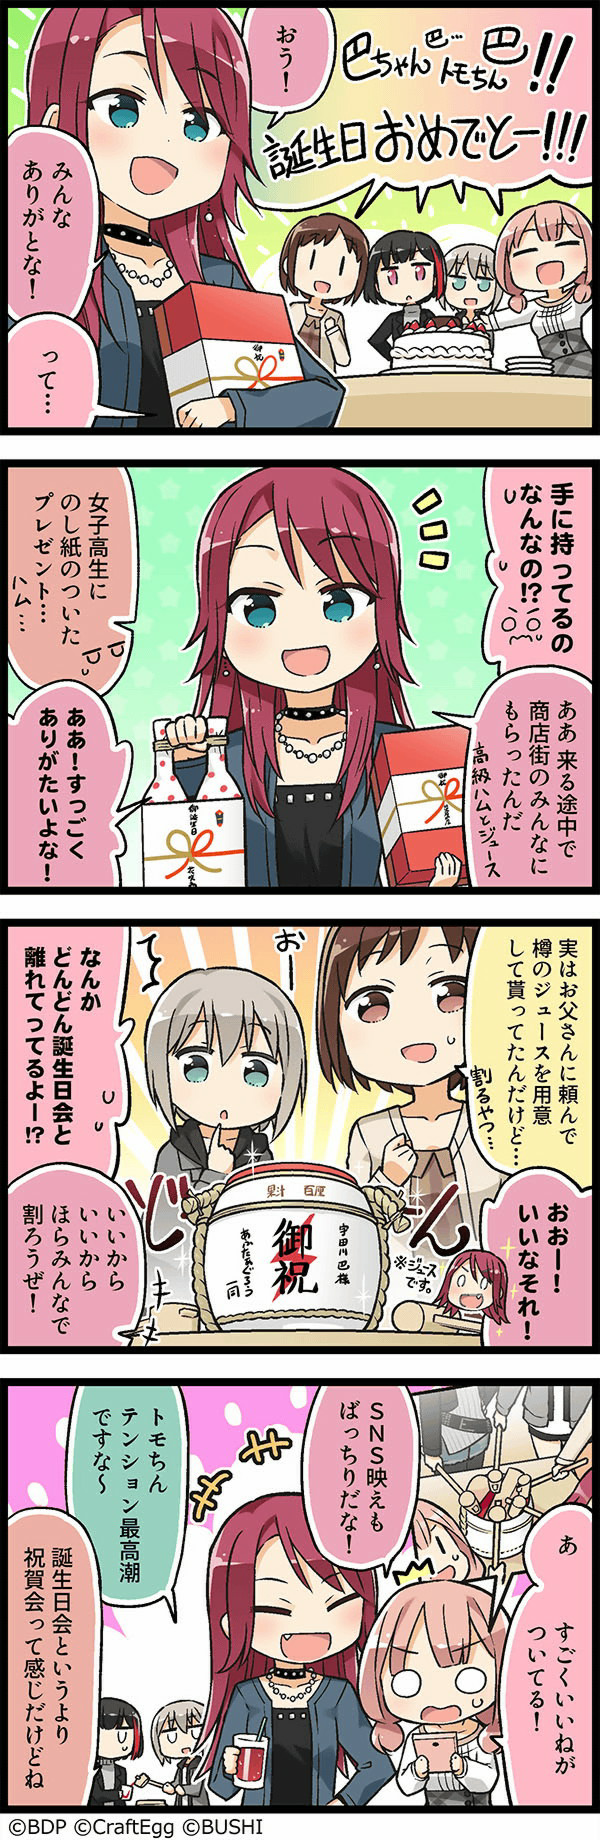 巴ちゃん
巴…
トモちん
巴
!!
誕生日おめでとー!!!
おう!
みんな
ありがとな!
って…
御祝
手に持ってるの
なんなの!?
ああ 来る途中で
商店街のみんなに
もらったんだ
高級ハムとジュース
女子高生に
のし紙のついた
プレゼント…
ハム…
ああ!すっごく
ありがたいよな!
実はお父さんに頼んで
樽のジュースを用意
して貰ってたんだけど…
割るやつ…
おー
なんか
どんどん誕生日会と
離れてってるよー!?
どん
果汁
百
御祝
宇田川巴様
あふたぁぐろう
一同
※ジュース
です。
おおー!
いいなそれ!
いいから
いいから
ほらみんなで
割ろうぜ!
あ
すごくいいねが
ついてる!
SNS映えも
ばっちりだな!
トモちん
テンション最高潮
ですな~
誕生日会というより
祝賀会って感じだけどね
©BDP ©CraftEgg ©BUSHI